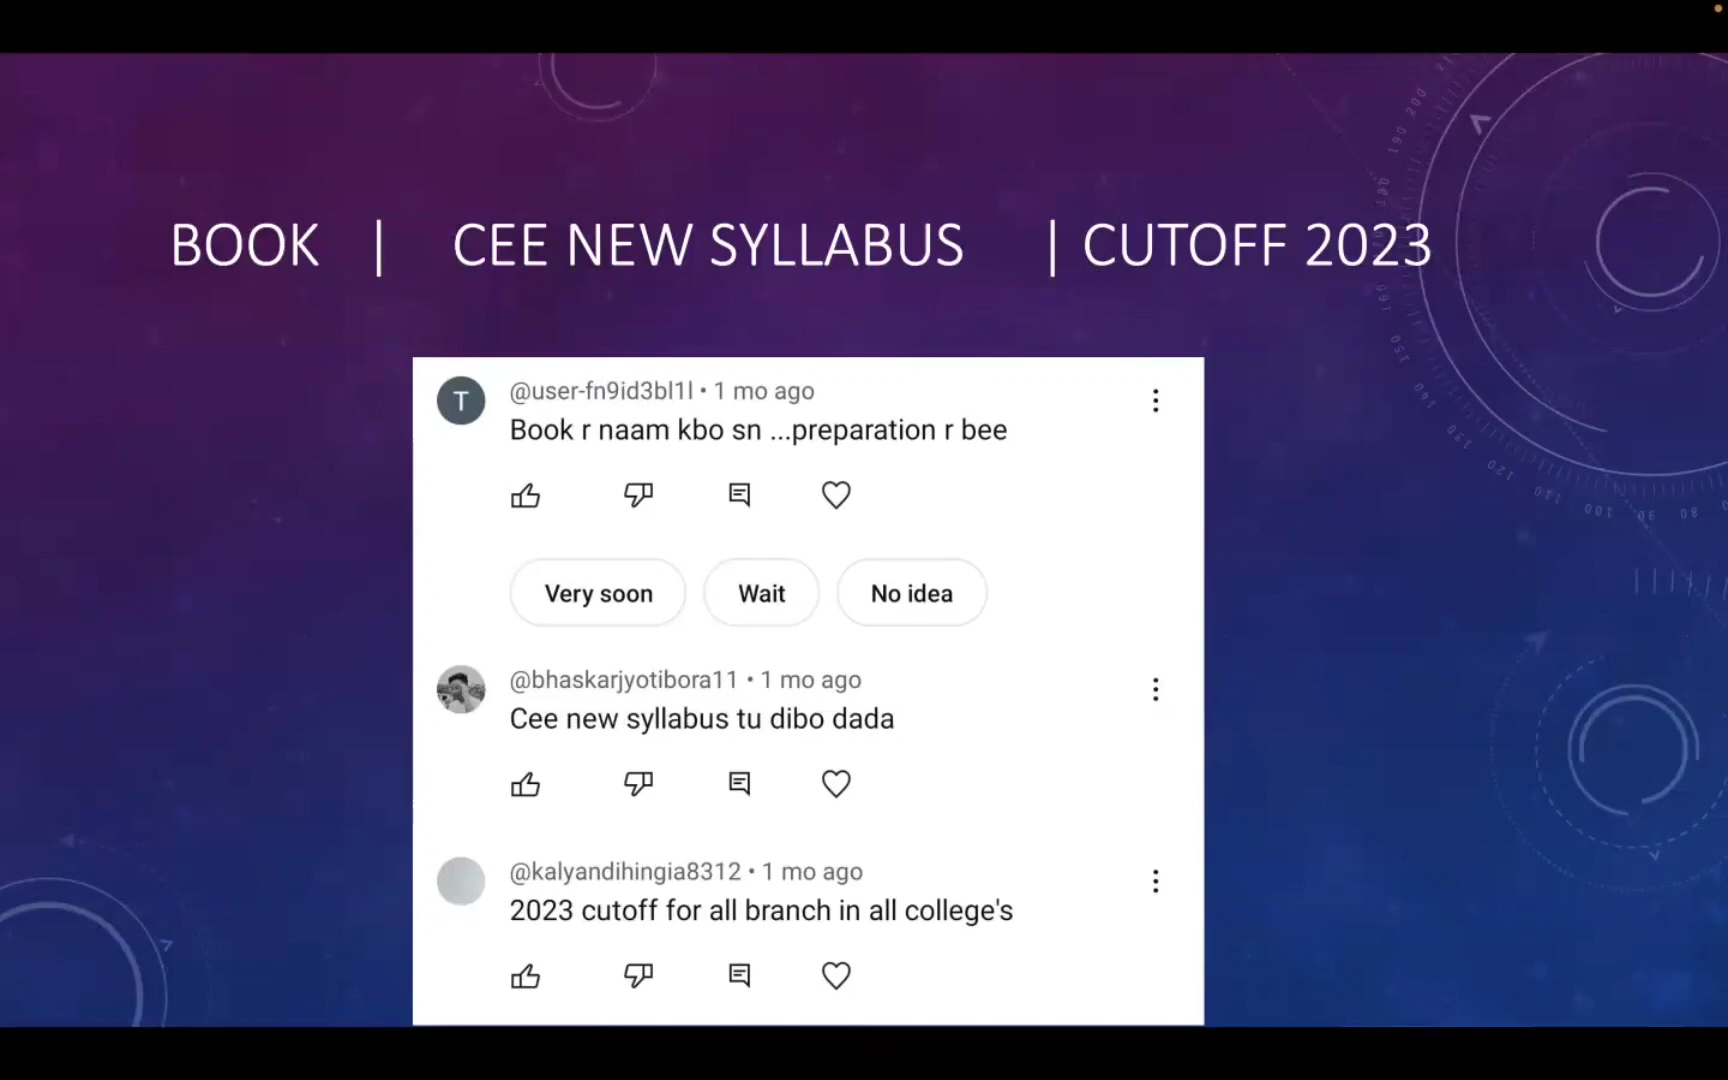 BOOK | CEE NEW SYLLABUS | CUTOFF 2023
T
@user-fn9id3bl1l • 1 mo ago
Book r naam kbo sn ...preparation r bee
Very soon Wait No idea
@bhaskarjyotibora11 • 1 mo ago
Cee new syllabus tu dibo dada
@kalyandihingia8312 • 1 mo ago
2023 cutoff for all branch in all college's